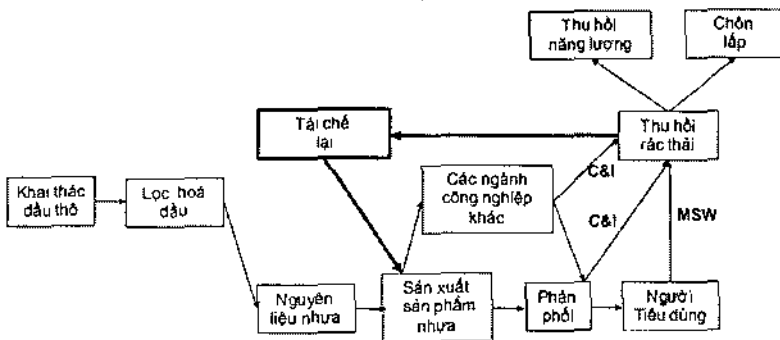 Thu hồi
năng lượng
Chôn
lấp
Tái chế
lại
Thu hồi
rác thải
Khai thác
dầu thô
Lọc hoá
dầu
Các ngành
công nghiệp
khác
C&I
C&I
MSW
Nguyên
liệu nhựa
Sản xuất
sản phẩm
nhựa
Phân
phối
Người
Tiêu dùng